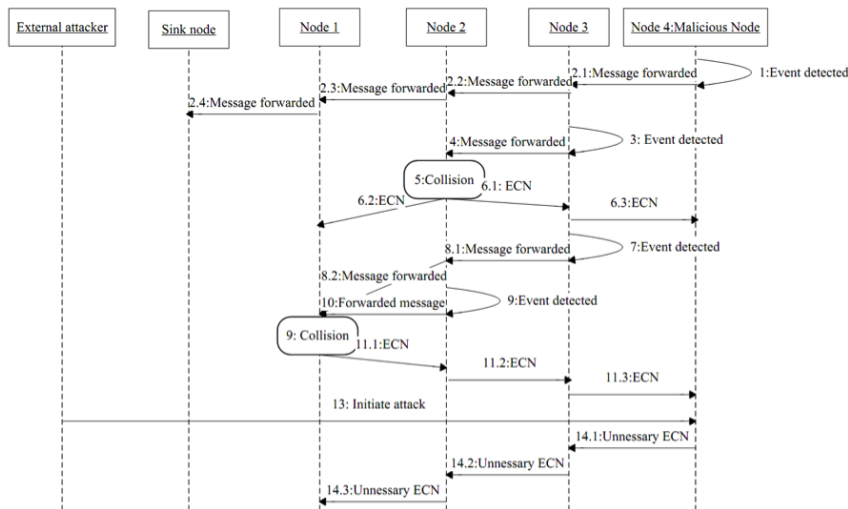 External attacker
Sink node
Node 1
Node 2
Node 3
Node 4:Malicious Node
2.1:Message forwarded
1:Event detected
2.2:Message forwarded
2.3:Message forwarded
2.4:Message forwarded
3: Event detected
4:Message forwarded
5:Collision
6.1: ECN
6.2:ECN
6.3:ECN
8.1:Message forwarded
7:Event detected
8.2:Message forwarded
10:Forwarded message
9:Event detected
9: Collision
11.1:ECN
11.2:ECN
11.3:ECN
13: Initiate attack
14.1:Unnessary ECN
14.2:Unnessary ECN
14.3:Unnessary ECN